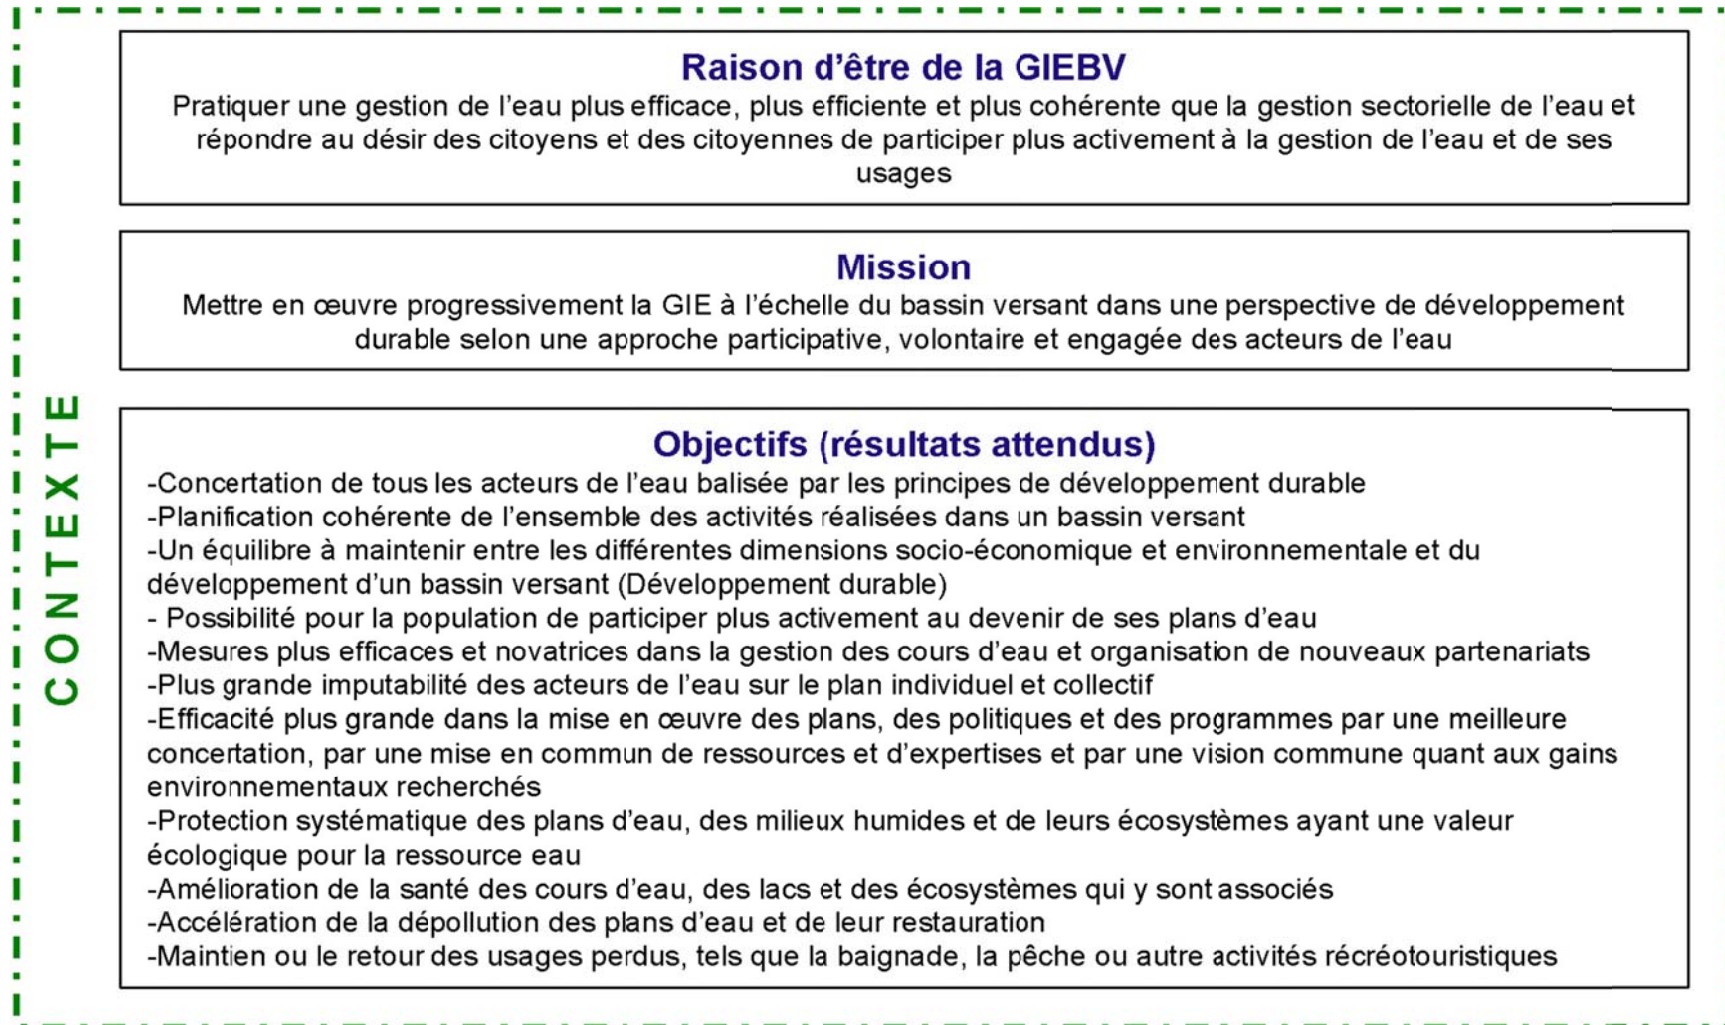 CONTEXTE
Raison d'être de la GIEBV
Pratiquer une gestion de l'eau plus efficace, plus efficiente et plus cohérente que la gestion sectorielle de l'eau et
répondre au désir des citoyens et des citoyennes de participer plus activement à la gestion de l'eau et de ses
usages
Mission
Mettre en œuvre progressivement la GIE à l'échelle du bassin versant dans une perspective de développement
durable selon une approche participative, volontaire et engagée des acteurs de l'eau
Objectifs (résultats attendus)
-Concertation de tous les acteurs de l'eau balisée par les principes de développement durable
-Planification cohérente de l'ensemble des activités réalisées dans un bassin versant
-Un équilibre à maintenir entre les différentes dimensions socio-économique et environnementale et du
développement d'un bassin versant (Développement durable)
- Possibilité pour la population de participer plus activement au devenir de ses plans d'eau
-Mesures plus efficaces et novatrices dans la gestion des cours d'eau et organisation de nouveaux partenariats
-Plus grande imputabilité des acteurs de l'eau sur le plan individuel et collectif
-Efficacité plus grande dans la mise en œuvre des plans, des politiques et des programmes par une meilleure
concertation, par une mise en commun de ressources et d'expertises et par une vision commune quant aux gains
environnementaux recherchés
-Protection systématique des plans d'eau, des milieux humides et de leurs écosystèmes ayant une valeur
écologique pour la ressource eau
-Amélioration de la santé des cours d'eau, des lacs et des écosystèmes qui y sont associés
-Accélération de la dépollution des plans d'eau et de leur restauration
-Maintien ou le retour des usages perdus, tels que la baignade, la pêche ou autre activités récréotouristiques